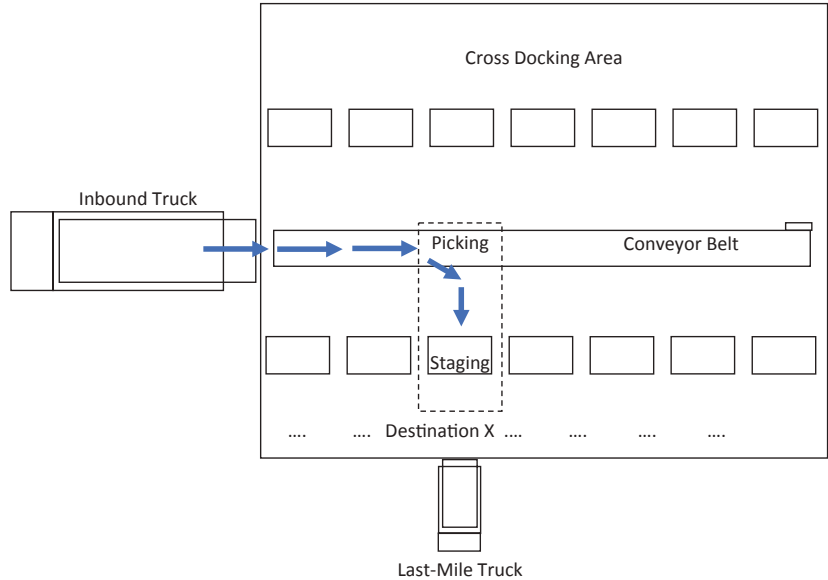 Cross Docking Area
Inbound Truck
Picking
Conveyor Belt
Staging
.... .... Destination X .... .... .... ....
Last-Mile Truck